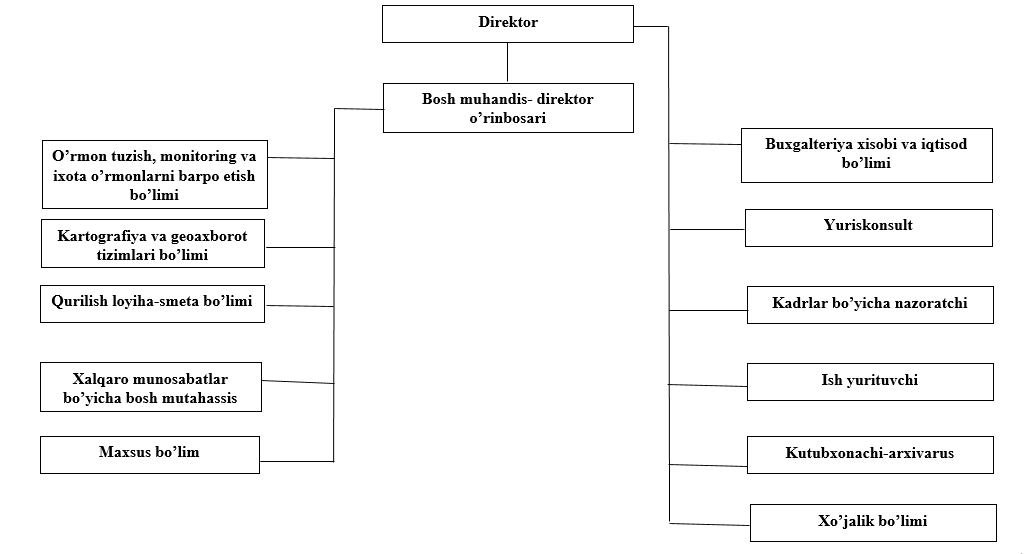 Direktor
Bosh muhandis- direktor
o’rinbosari
O’rmon tuzish, monitoring va
ixota o’rmonlarni barpo etish
bo’limi
Kartografiya va geoaxborot
tizimlari bo’limi
Qurilish loyiha-smeta bo’limi
Xalqaro munosabatlar
bo’yicha bosh mutahassis
Maxsus bo’lim
Buxgalteriya xisobi va iqtisod
bo’limi
Yuriskonsult
Kadrlar bo’yicha nazoratchi
Ish yurituvchi
Kutubxonachi-arxivarus
Xo’jalik bo’limi